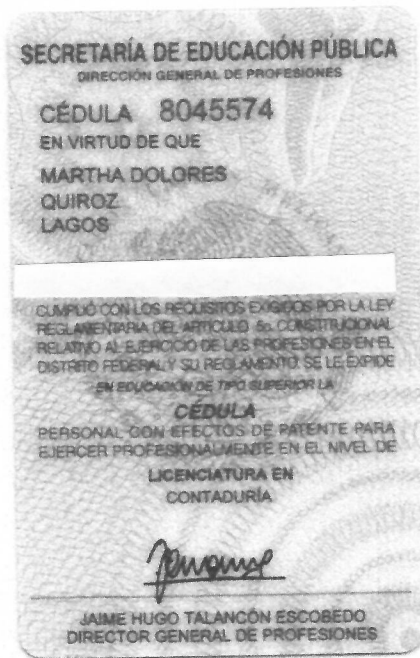 SECRETARÍA DE EDUCACIÓN PÚBLICA
DIRECCIÓN GENERAL DE PROFESIONES
CÉDULA 8045574
EN VIRTUD DE QUE
MARTHA DOLORES
QUIROZ
LAGOS
CUMPLIÓ CON LOS REQUISITOS EXIGIDOS POR LA LEY
REGLAMENTARIA DEL ARTÍCULO 5o. CONSTITUCIONAL
RELATIVO AL EJERCICIO DE LAS PROFESIONES EN EL
DISTRITO FEDERAL Y SU REGLAMENTO SE LE EXPIDE
EN EDUCACIÓN DE TIPO SUPERIOR LA
CÉDULA
PERSONAL CON EFECTOS DE PATENTE PARA
EJERCER PROFESIONALMENTE EN EL NIVEL DE
LICENCIATURA EN
CONTADURÍA
JAIME HUGO TALANCÓN ESCOBEDO
DIRECTOR GENERAL DE PROFESIONES